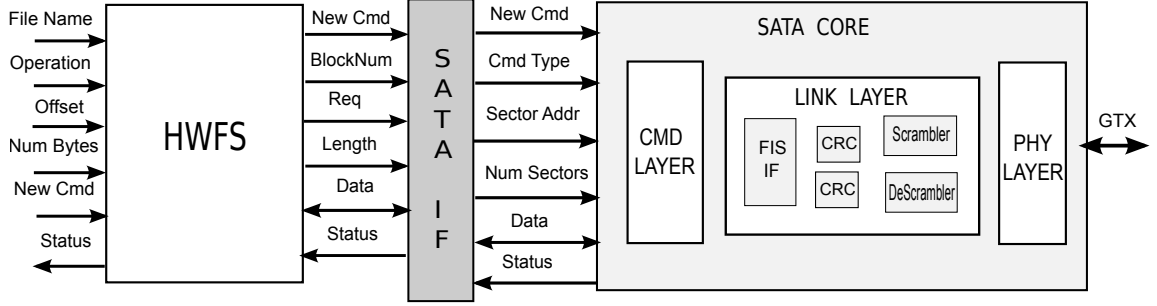 File Name
Operation
Offset
Num Bytes
New Cmd
Status
HWFS
New Cmd
BlockNum
Req
Length
Data
Status
S
A
T
A
I
F
New Cmd
Cmd Type
Sector Addr
Num Sectors
Data
Status
SATA CORE
CMD
LAYER
LINK LAYER
FIS
IF
CRC
CRC
Scrambler
DeScrambler
PHY
LAYER
GTX